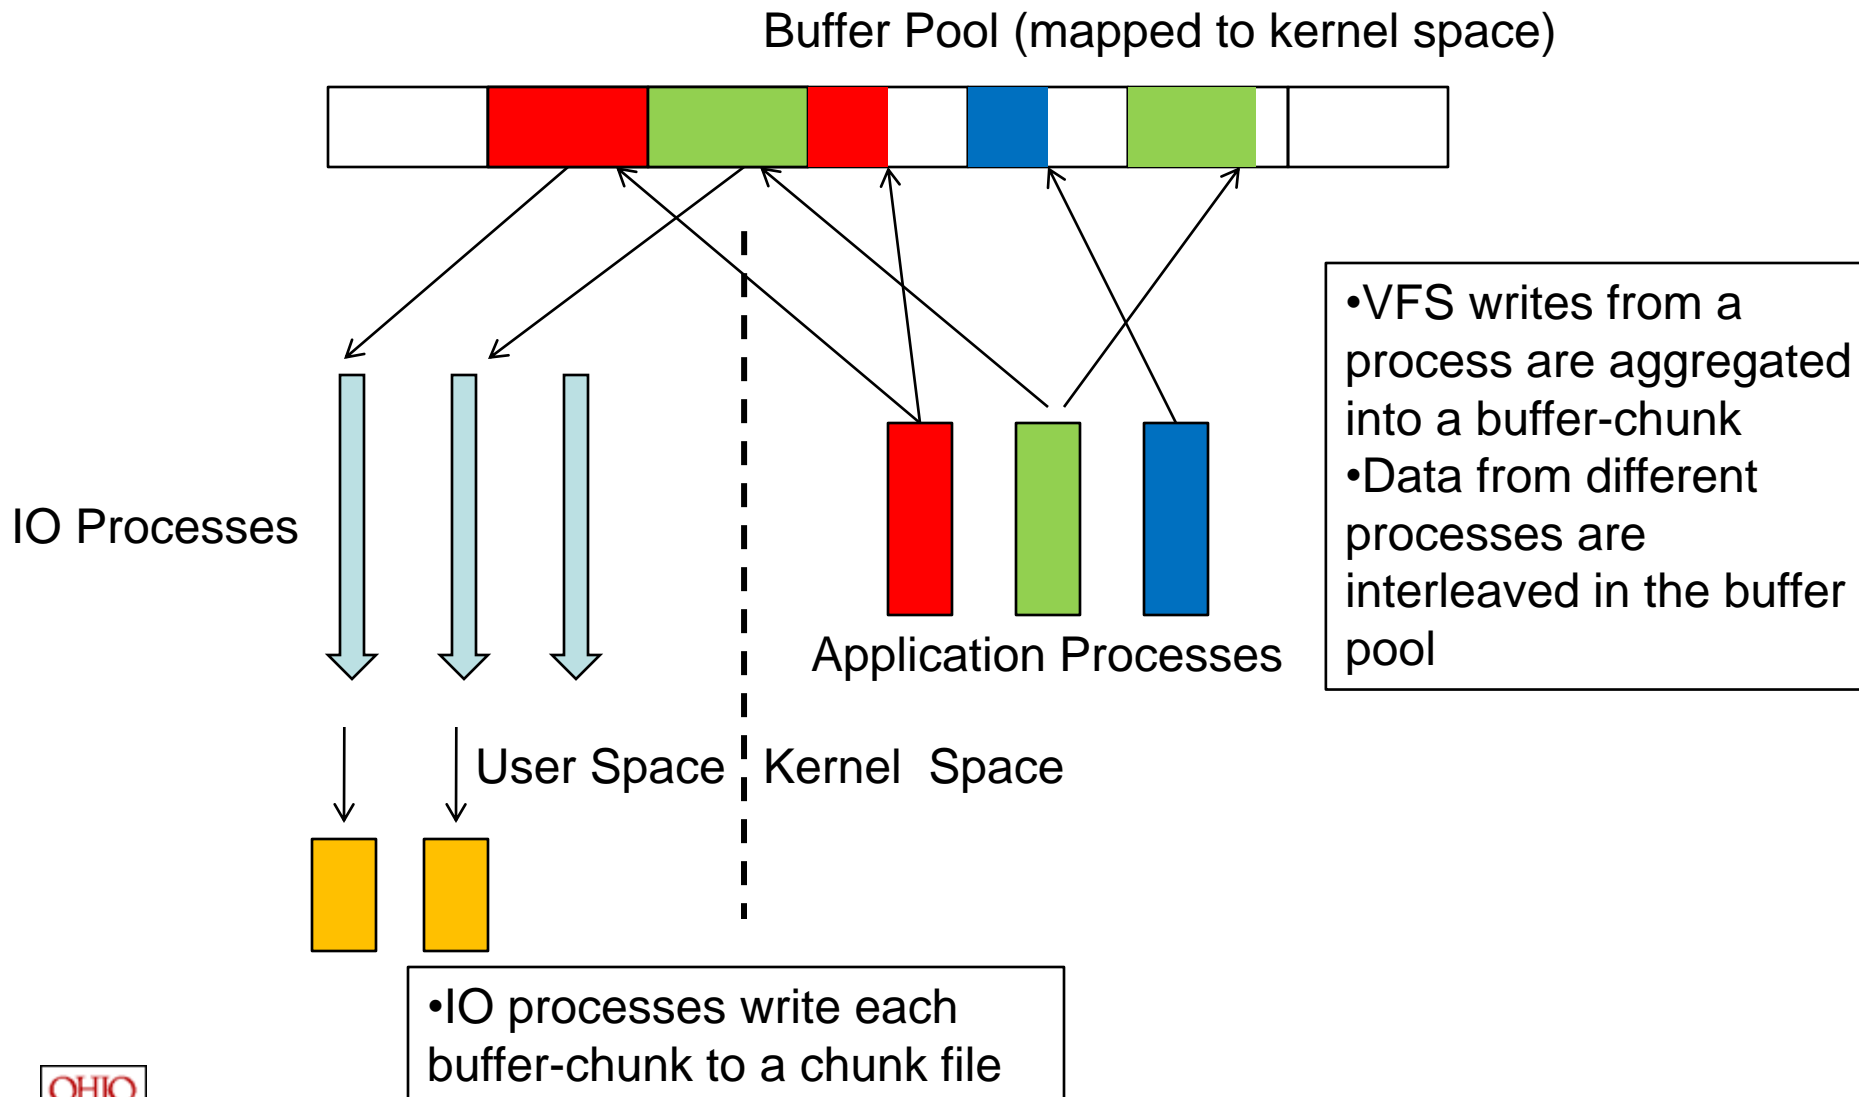 Buffer Pool (mapped to kernel space)
•VFS writes from a
process are aggregated
into a buffer-chunk
•Data from different
processes are
interleaved in the buffer
pool
IO Processes
Application Processes
User Space
Kernel Space
•IO processes write each
buffer-chunk to a chunk file
OHIO